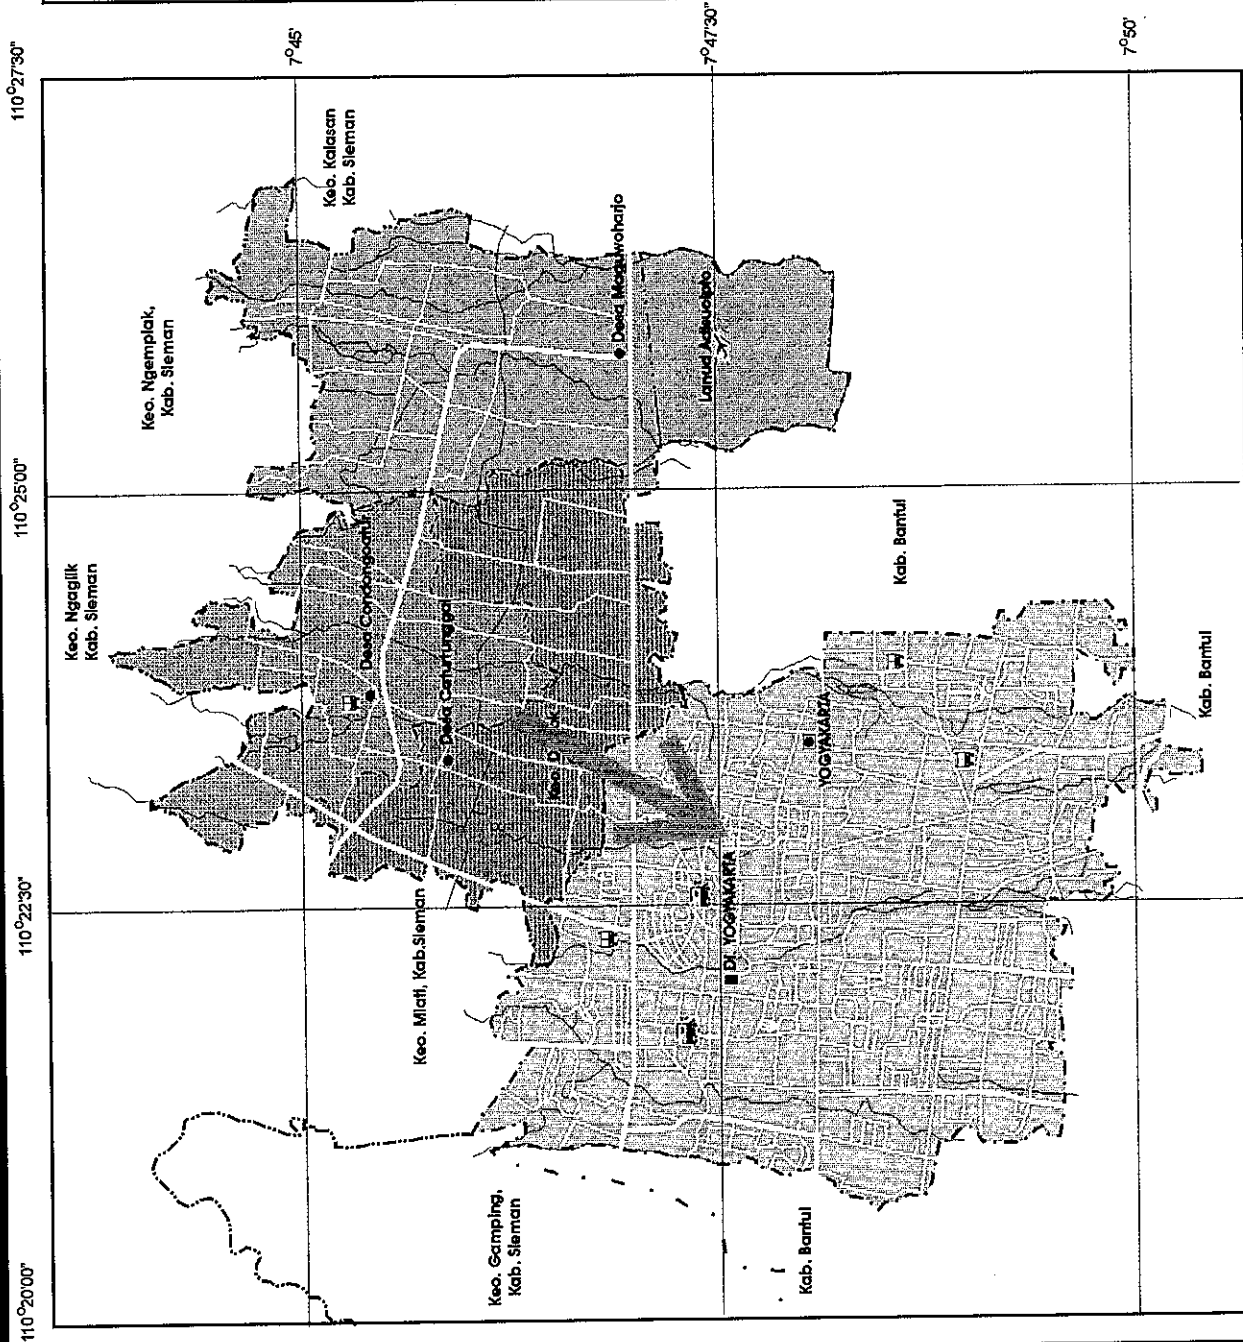 110°20'00"
110°22'30"
110°25'00"
110°27'30"
Kec. Ngaglik
Kab. Sleman
Kec. Ngemplak,
Kab. Sleman
7°45'
Kec. Kalasan
Kab. Sleman
Desa Condongcatur
Kec. Mlati, Kab.Sleman
Desa Caturtunggal
Kec. Gamping,
Kab. Sleman
Kec.
Desa Maguwoharjo
Lanud Adisucipto
7°47'30"
DI. YOGYAKARTA
Kab. Bantul
YOGYAKARTA
Kab. Bantul
7°50'
Kab. Bantul